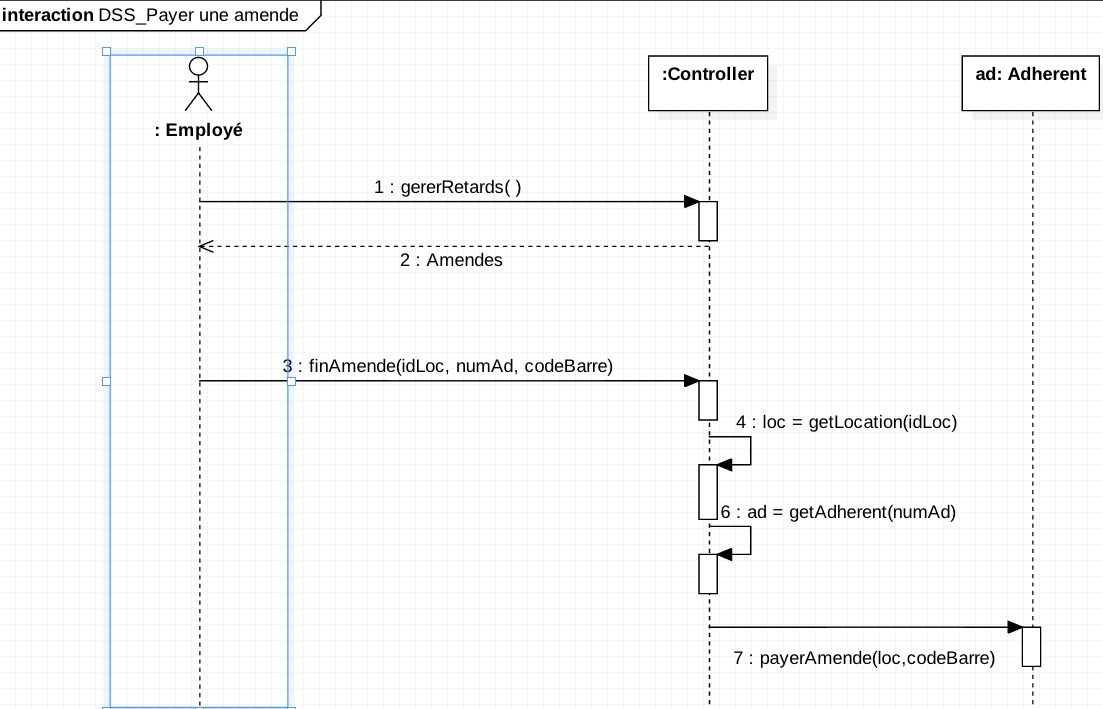 interaction DSS_Payer une amende
: Employé
:Controller
ad: Adherent
1 : gererRetards( )
2 : Amendes
3 : finAmende(idLoc, numAd, codeBarre)
4 : loc = getLocation(idLoc)
6 : ad = getAdherent(numAd)
7 : payerAmende(loc,codeBarre)